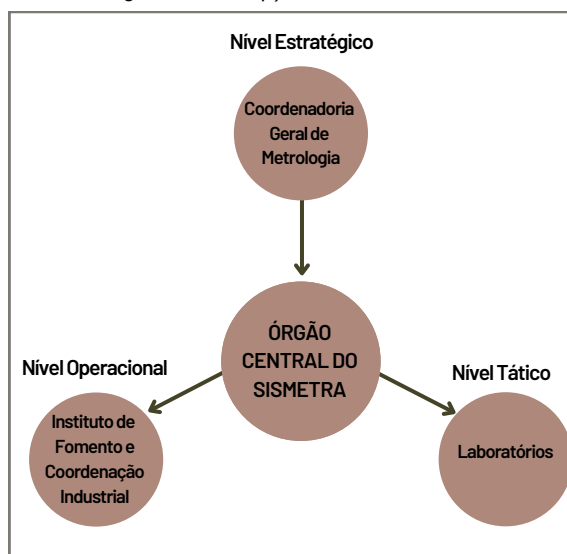 Nível Estratégico
Coordenadoria
Geral de
Metrologia
ÓRGÃO
CENTRAL DO
SISMETRA
Nível Operacional
Instituto de
Fomento e
Coordenação
Industrial
Nível Tático
Laboratórios